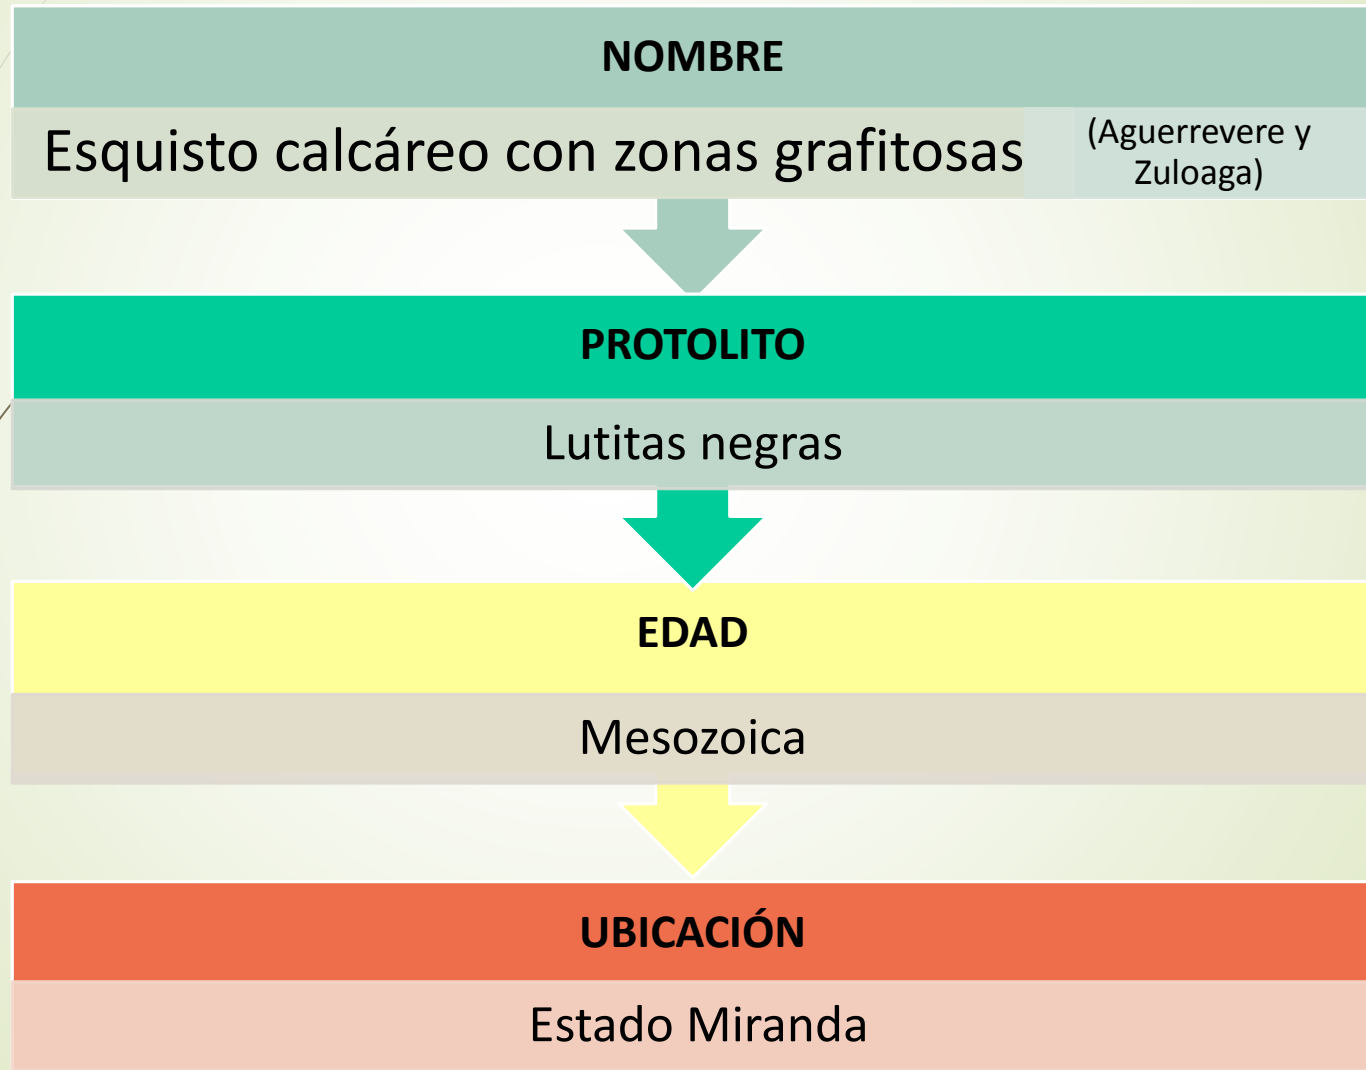 NOMBRE
Esquisto calcáreo con zonas grafitosas
(Aguerrevere y
Zuloaga)
PROTOLITO
Lutitas negras
EDAD
Mesozoica
UBICACIÓN
Estado Miranda